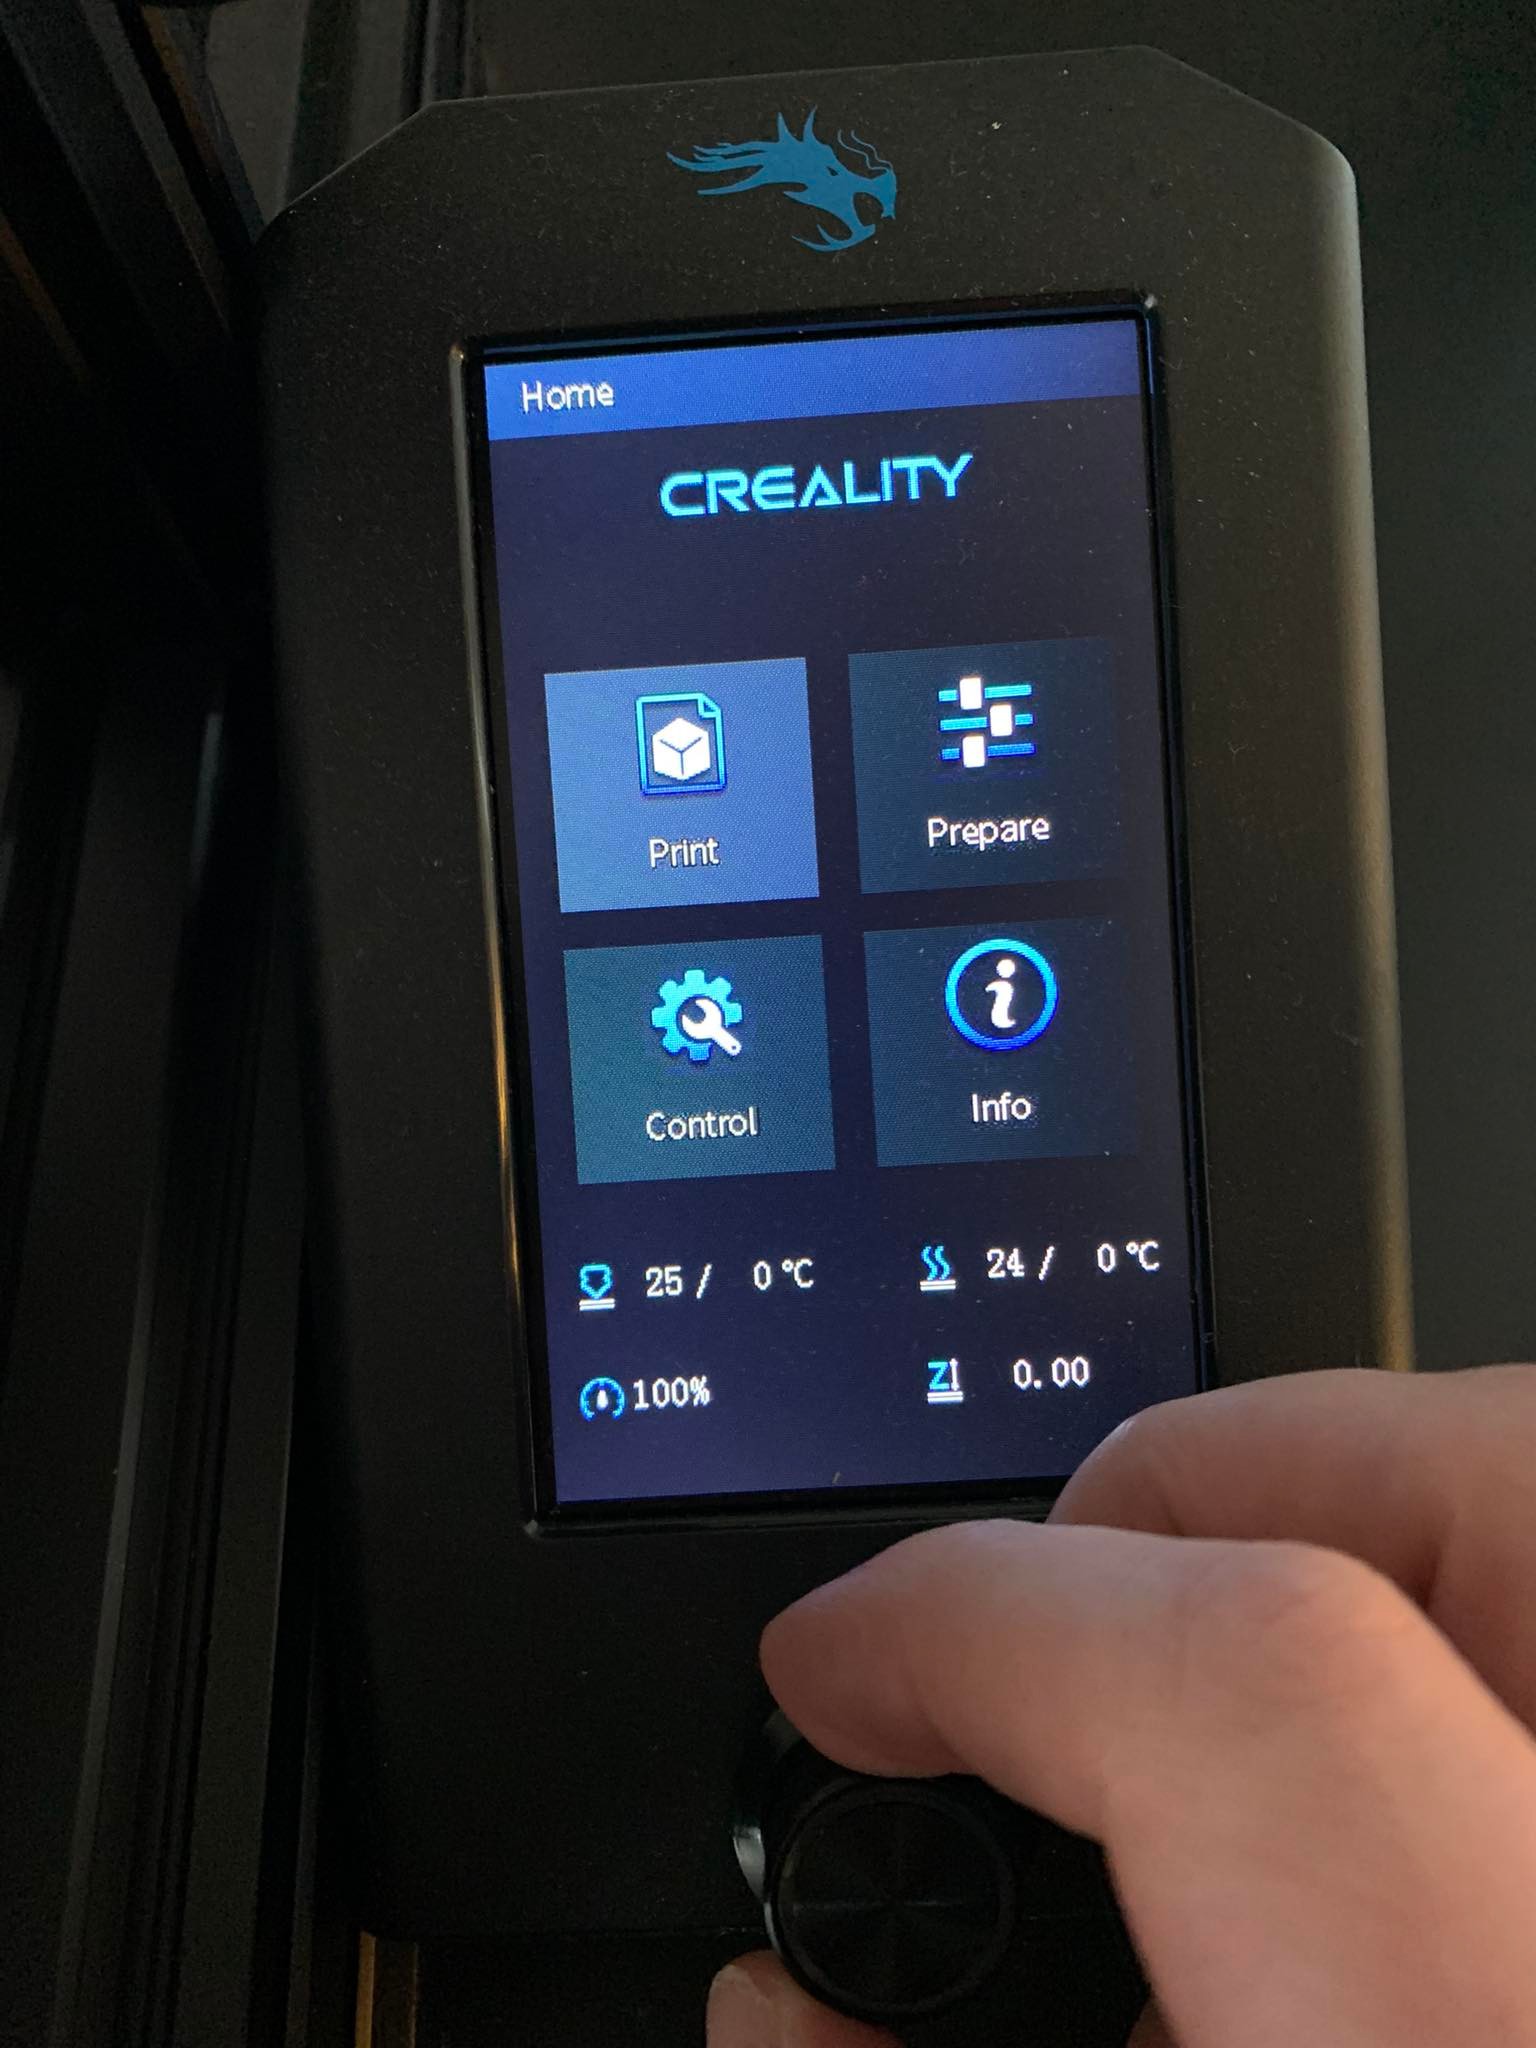 Home
CREALITY
Print
Prepare
Control
Info
25 / 0 ℃
24 / 0 ℃
100%
Z 0.00